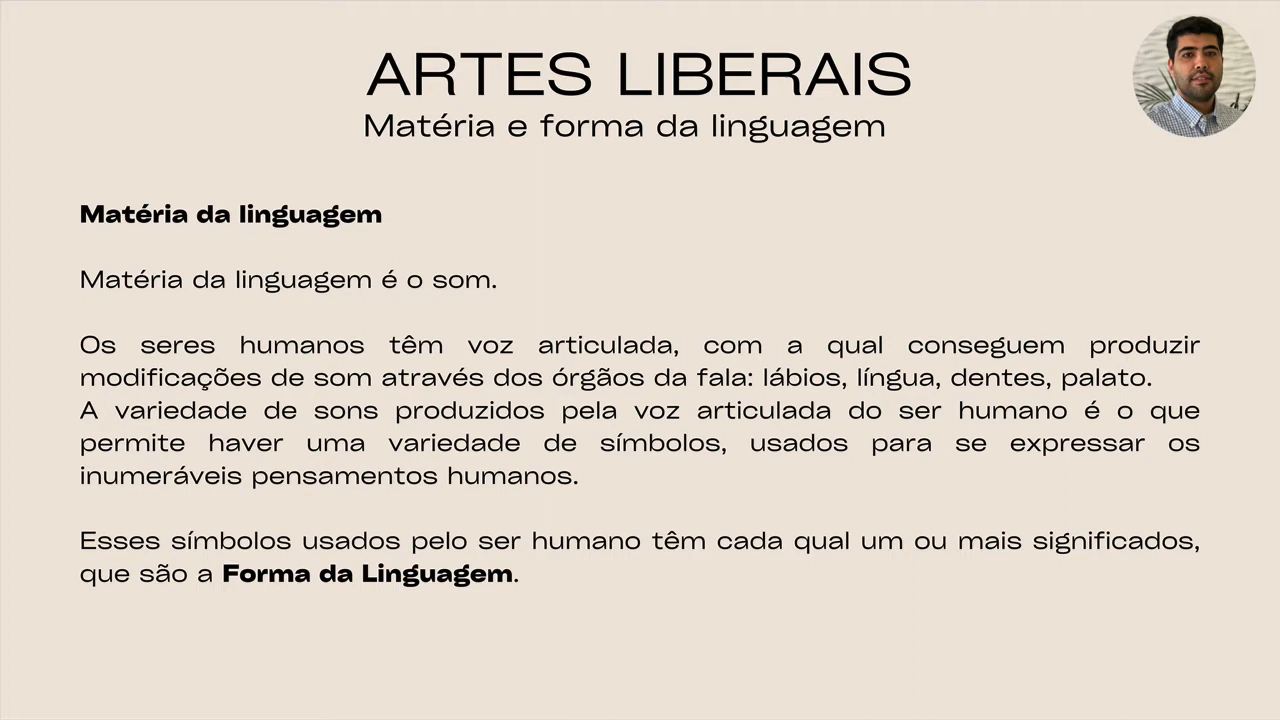 ARTES LIBERAIS
Matéria e forma da linguagem
Matéria da linguagem
Matéria da linguagem é o som.
Os seres humanos têm voz articulada, com a qual conseguem produzir
modificações de som através dos órgãos da fala: lábios, língua, dentes, palato.
A variedade de sons produzidos pela voz articulada do ser humano é o que
permite haver uma variedade de símbolos, usados para se expressar os
inumeráveis pensamentos humanos.
Esses símbolos usados pelo ser humano têm cada qual um ou mais significados,
que são a Forma da Linguagem.